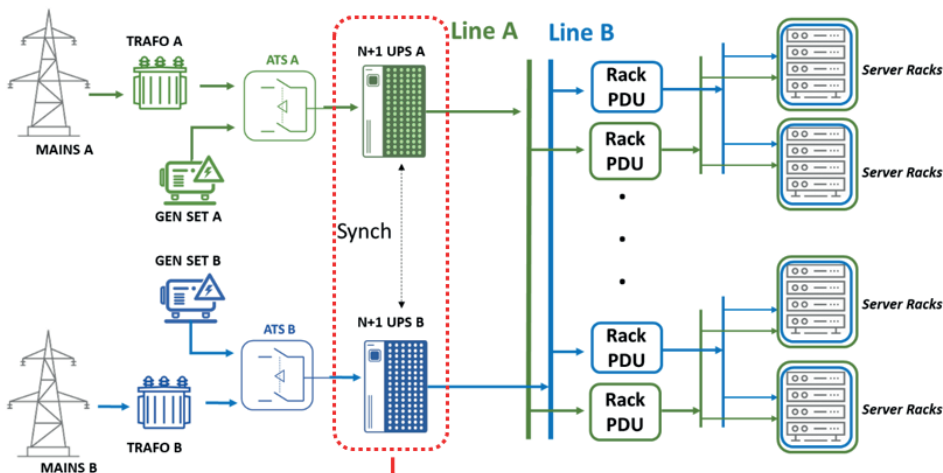 TRAFO A
ATS A
N+1 UPS A
Line A
Line B
Rack
PDU
Server Racks
MAINS A
GEN SET A
Rack
PDU
Server Racks
Synch
GEN SET B
ATS B
N+1 UPS B
Rack
PDU
Server Racks
Rack
PDU
Server Racks
TRAFO B
MAINS B